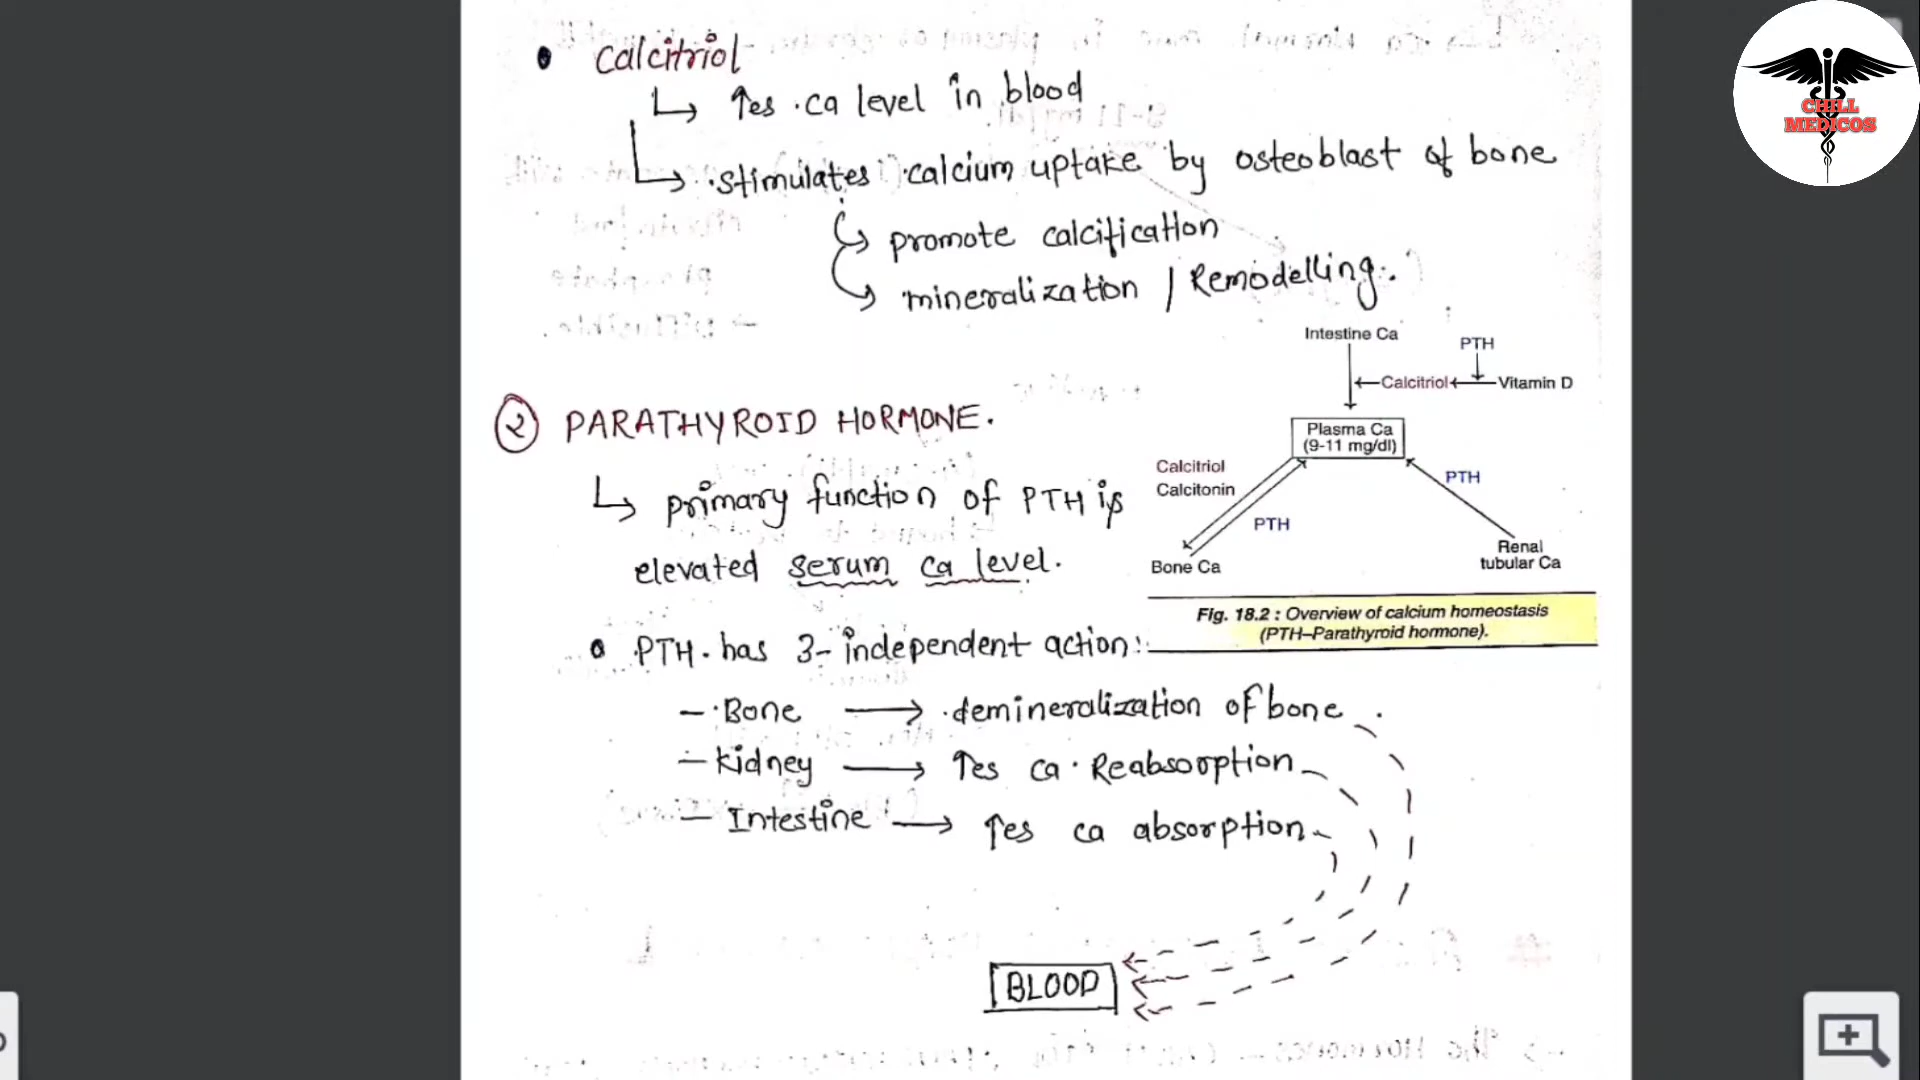 • Calcitriol
↳ ↑es ca level in blood
↳ stimulates calcium uptake by osteoblast of bone
↳ promote calcification
↳ mineralization / Remodelling.
② PARATHYROID HORMONE.
↳ primary function of PTH is
elevated serum ca level.
Intestine Ca
PTH
Calcitriol
Vitamin D
Plasma Ca
(9-11 mg/dl)
Calcitriol
Calcitonin
PTH
PTH
Bone Ca
Renal
tubular Ca
Fig. 18.2 : Overview of calcium homeostasis
(PTH–Parathyroid hormone).
• PTH has 3- independent action:
- Bone → demineralization of bone
- Kidney → ↑es ca Reabsorption
- Intestine → ↑es ca absorption
BLOOD
CHILL
MEDICOS